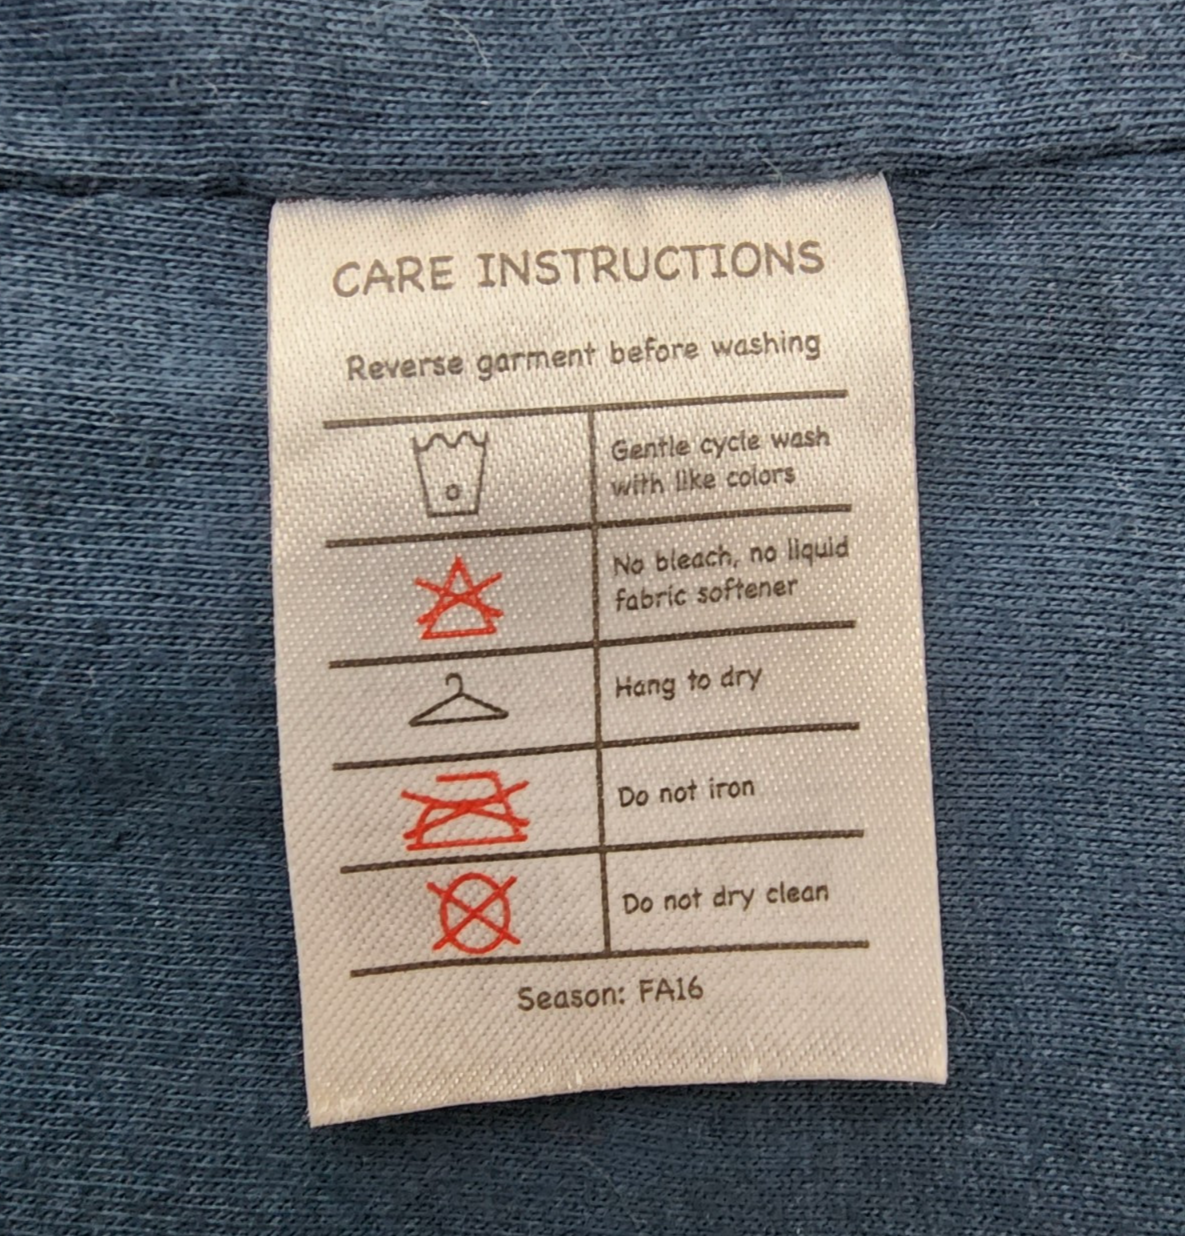 CARE INSTRUCTIONS
Reverse garment before washing
Gentle cycle wash
with like colors
No bleach, no liquid
fabric softener
Hang to dry
Do not iron
Do not dry clean
Season: FA16